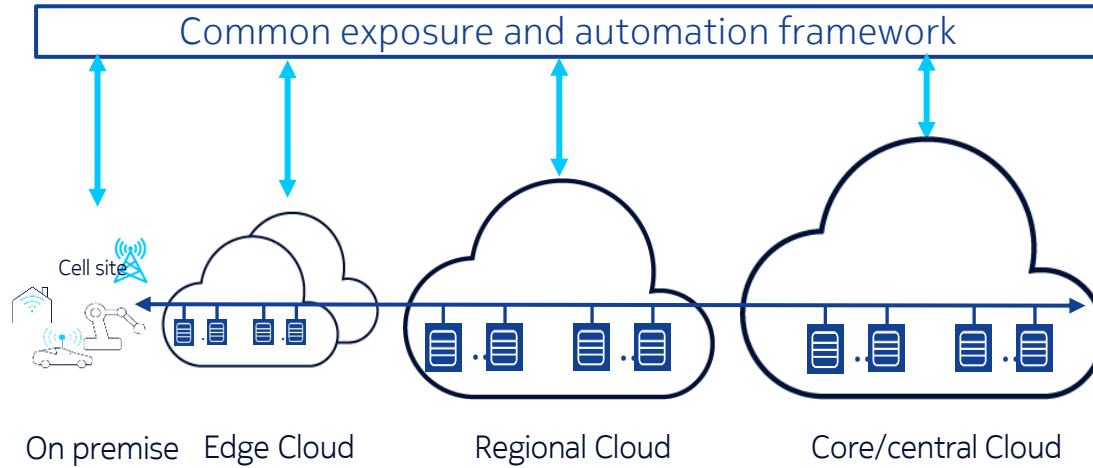 Common exposure and automation framework
Cell site
On premise
Edge Cloud
Regional Cloud
Core/central Cloud